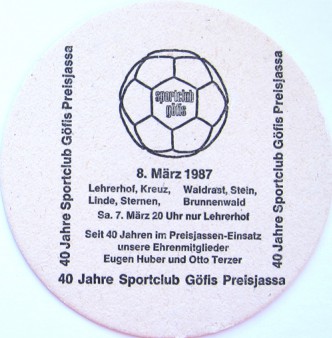 sportclub
göfis
8. März 1987
Lehrerhof, Kreuz, Waldrast, Stein,
Linde, Sternen, Brunnenwald
Sa. 7. März 20 Uhr nur Lehrerhof
Seit 40 Jahren im Preisjassen-Einsatz
unsere Ehrenmitglieder
Eugen Huber und Otto Terzer
40 Jahre Sportclub Göfis Preisjassa
40 Jahre Sportclub Göfis Preisjassa
40 Jahre Sportclub Göfis Preisjassa